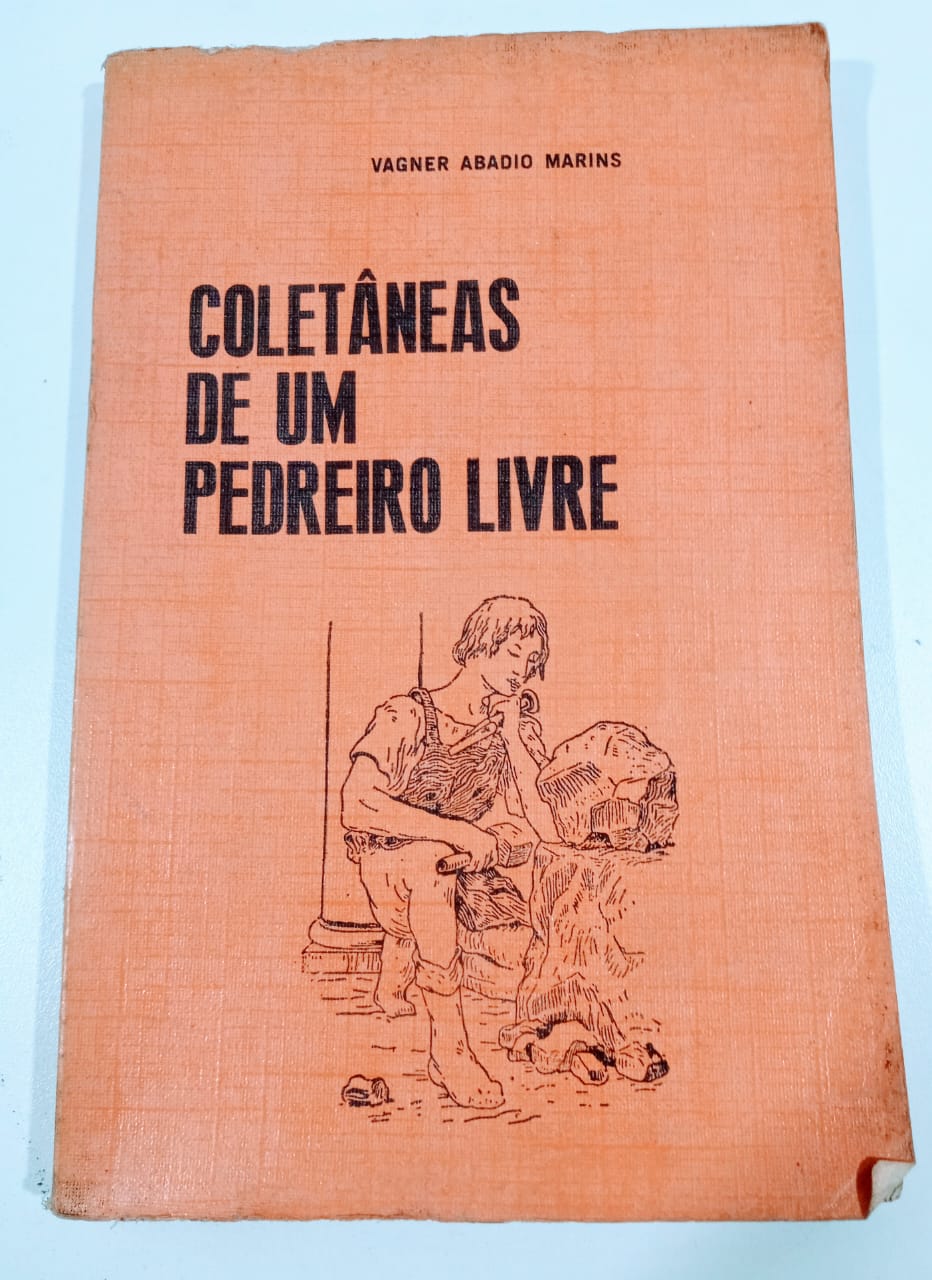 VAGNER ABADIO MARINS
COLETÂNEAS
DE UM
PEDREIRO LIVRE